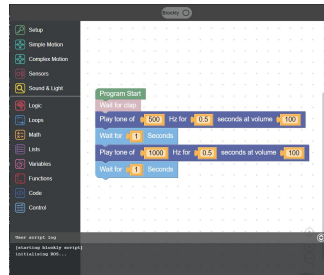 Blockly
Setup
Simple Motion
Complex Motion
Sensors
Sound & Light
Logic
Loops
Math
Lists
Variables
Functions
Code
Control
Program Start
Wait for clap
Play tone of 500 Hz for 0.5 seconds at volume 100
Wait for 1 Seconds
Play tone of 1000 Hz for 0.5 seconds at volume 100
Wait for 1 Seconds
User script log
[starting blockly script]
initialising ROS...